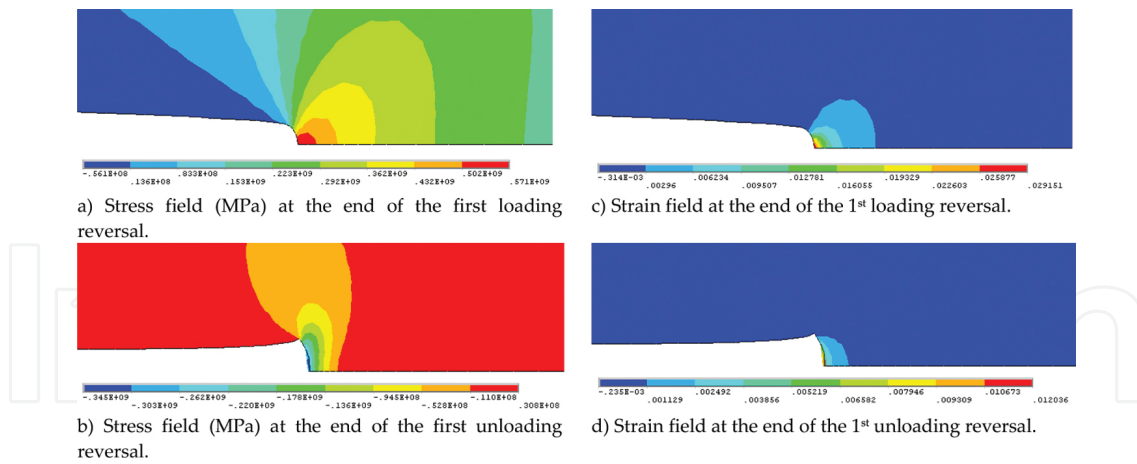 -.561E+08 .833E+08 .223E+09 .362E+09 .502E+09
.136E+08 .153E+09 .292E+09 .432E+09 .571E+09
a) Stress field (MPa) at the end of the first loading
reversal.
-.314E-03 .006234 .012781 .019329 .025877
.00296 .009507 .016055 .022603 .029151
c) Strain field at the end of the 1st loading reversal.
-.345E+09 -.262E+09 -.178E+09 -.945E+08 -.110E+08
-.303E+09 -.220E+09 -.136E+09 -.528E+08 .308E+08
b) Stress field (MPa) at the end of the first unloading
reversal.
-.235E-03 .002492 .005219 .007946 .010673
.001129 .003856 .006582 .009309 .012036
d) Strain field at the end of the 1st unloading reversal.